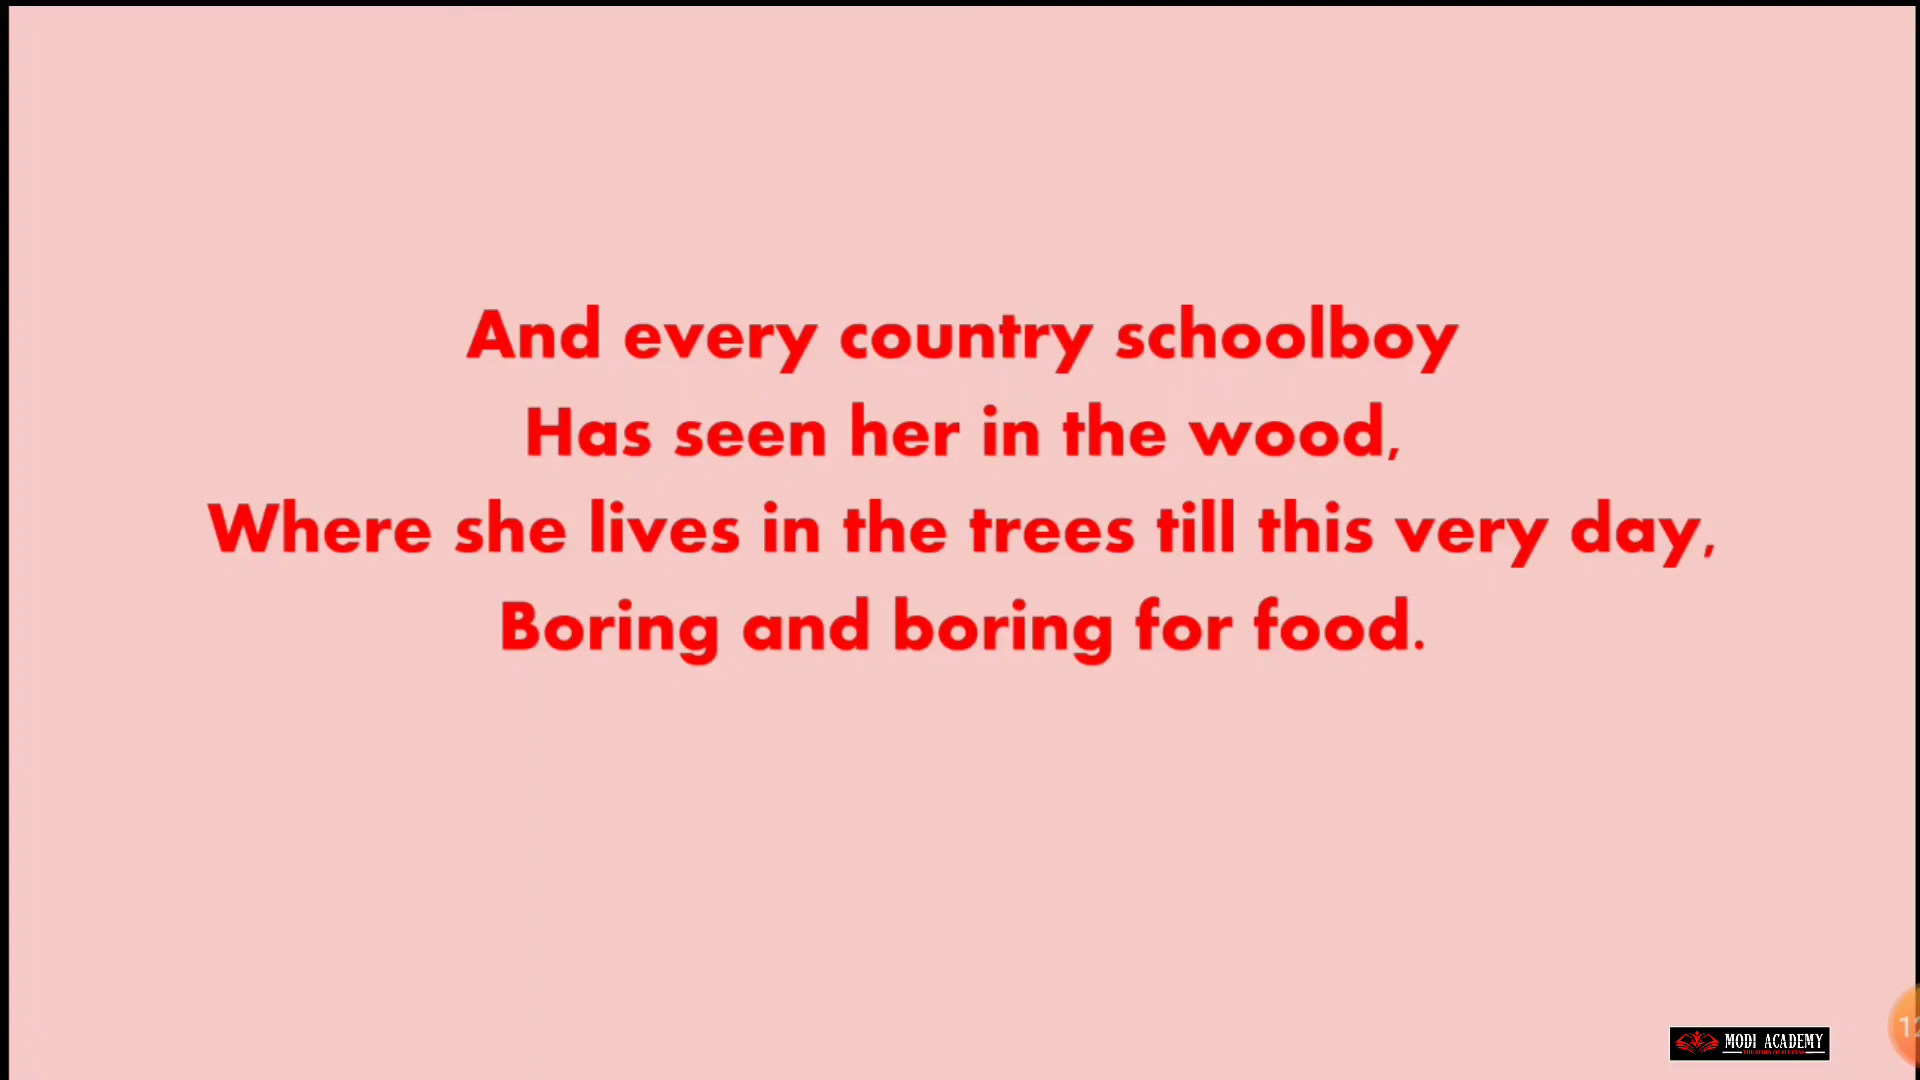 And every country schoolboy
Has seen her in the wood,
Where she lives in the trees till this very day,
Boring and boring for food.
MODI ACADEMY